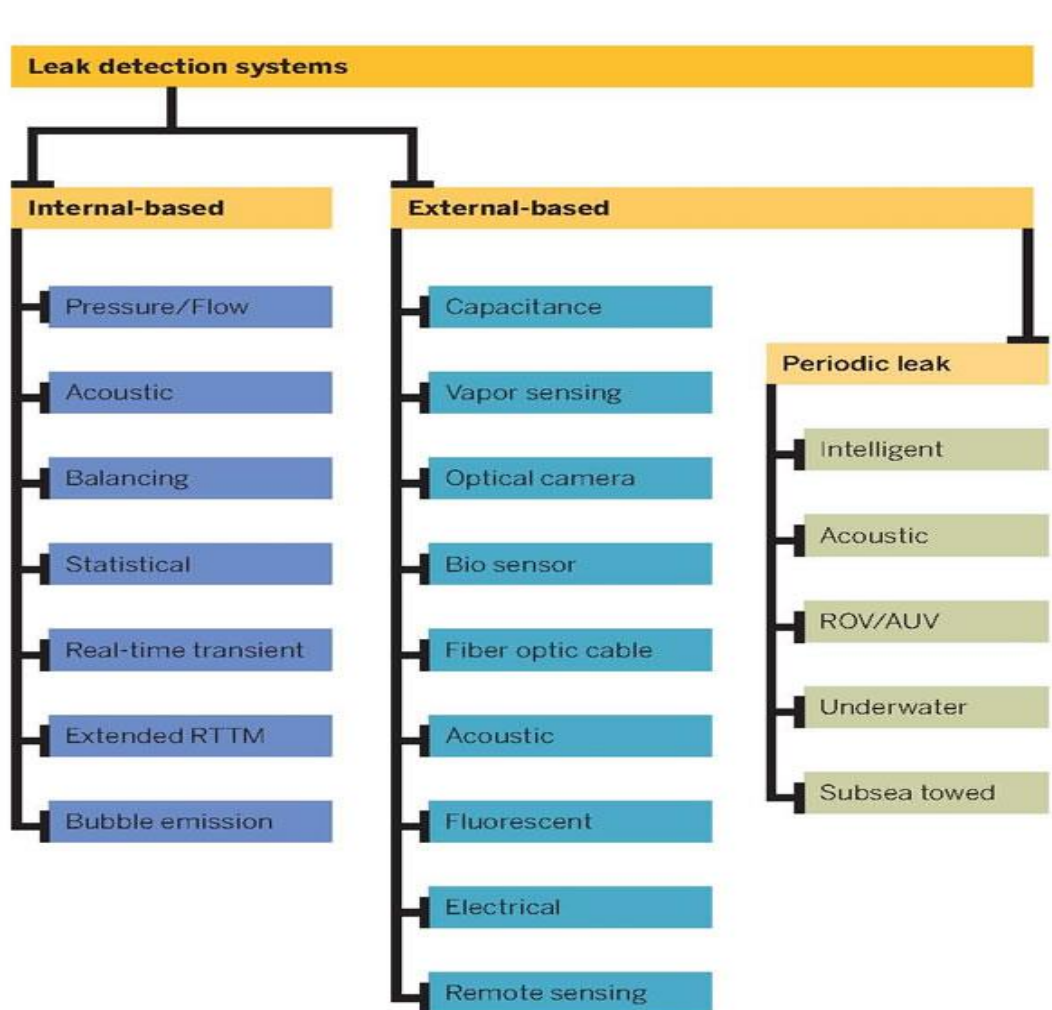 Leak detection systems
Internal-based
Pressure/Flow
Acoustic
Balancing
Statistical
Real-time transient
Extended RTTM
Bubble emission
External-based
Capacitance
Vapor sensing
Optical camera
Bio sensor
Fiber optic cable
Acoustic
Fluorescent
Electrical
Remote sensing
Periodic leak
Intelligent
Acoustic
ROV/AUV
Underwater
Subsea towed